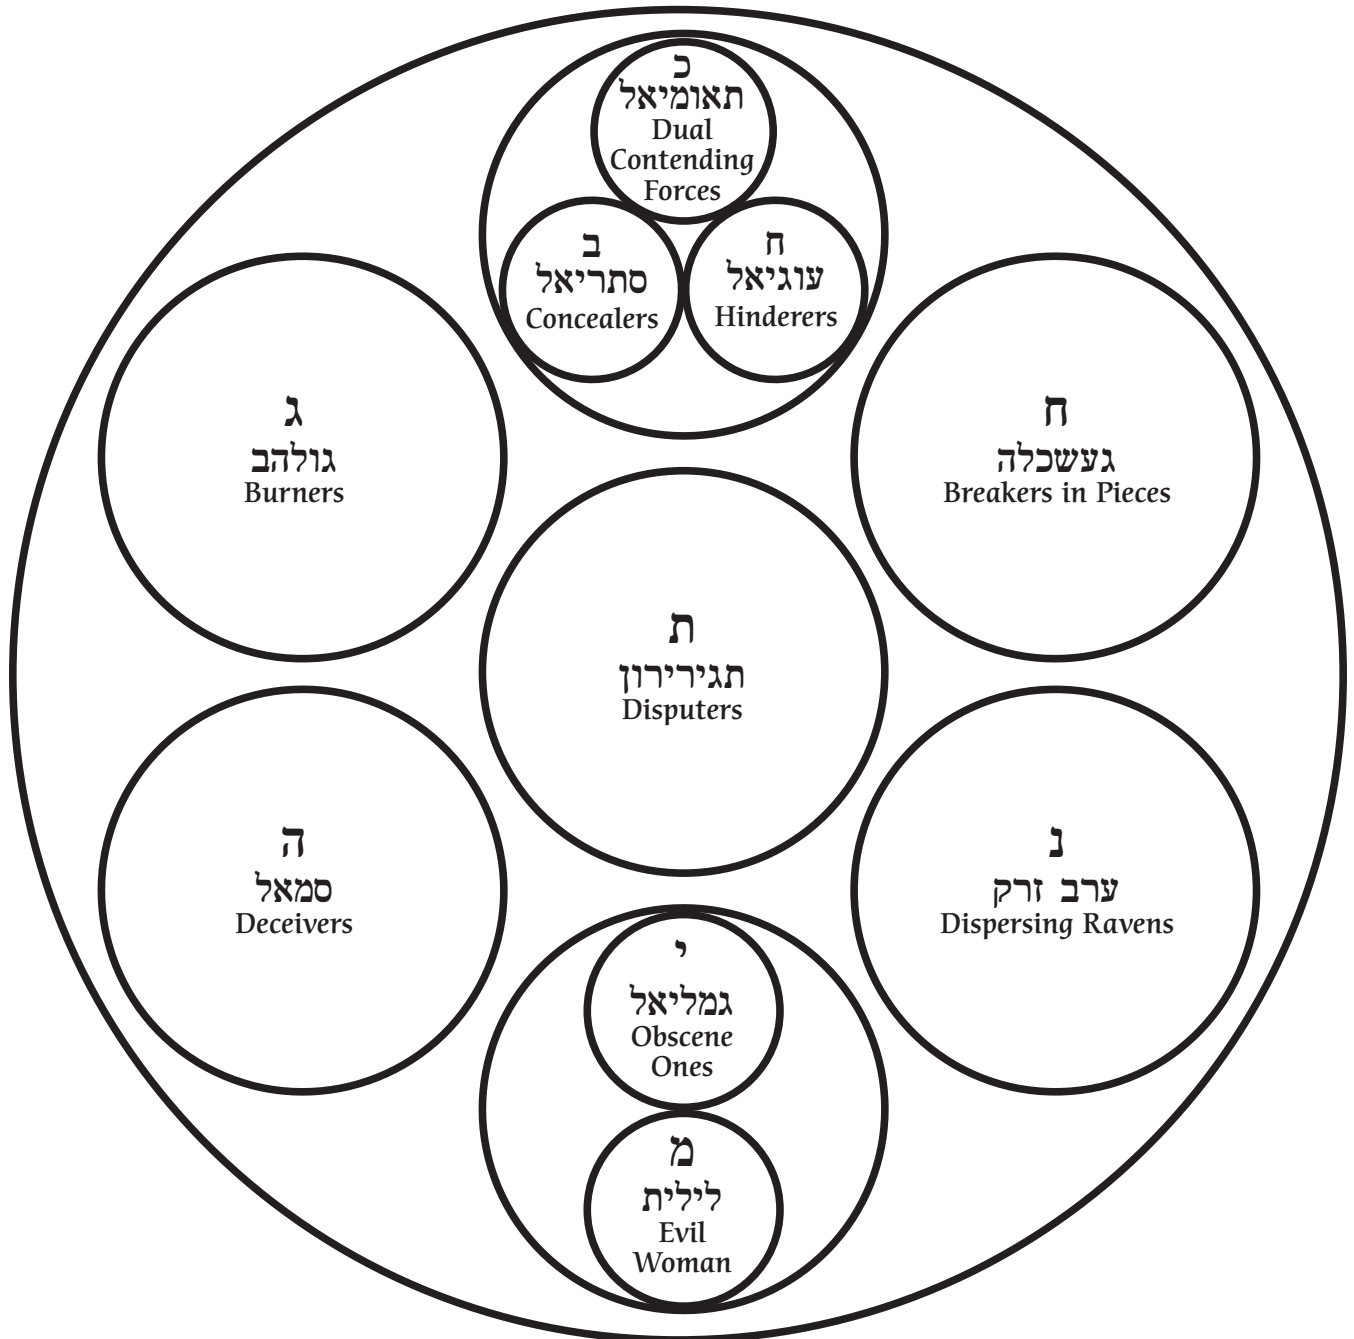 כ
תאומיאל
Dual
Contending
Forces
ב
סתריאל
Concealers
ח
עוגיאל
Hinderers
ג
גולהב
Burners
ח
געשכלה
Breakers in Pieces
ת
תגירירון
Disputers
ה
סמאל
Deceivers
נ
ערב זרק
Dispersing Ravens
י
גמליאל
Obscene
Ones
מ
לילית
Evil
Woman